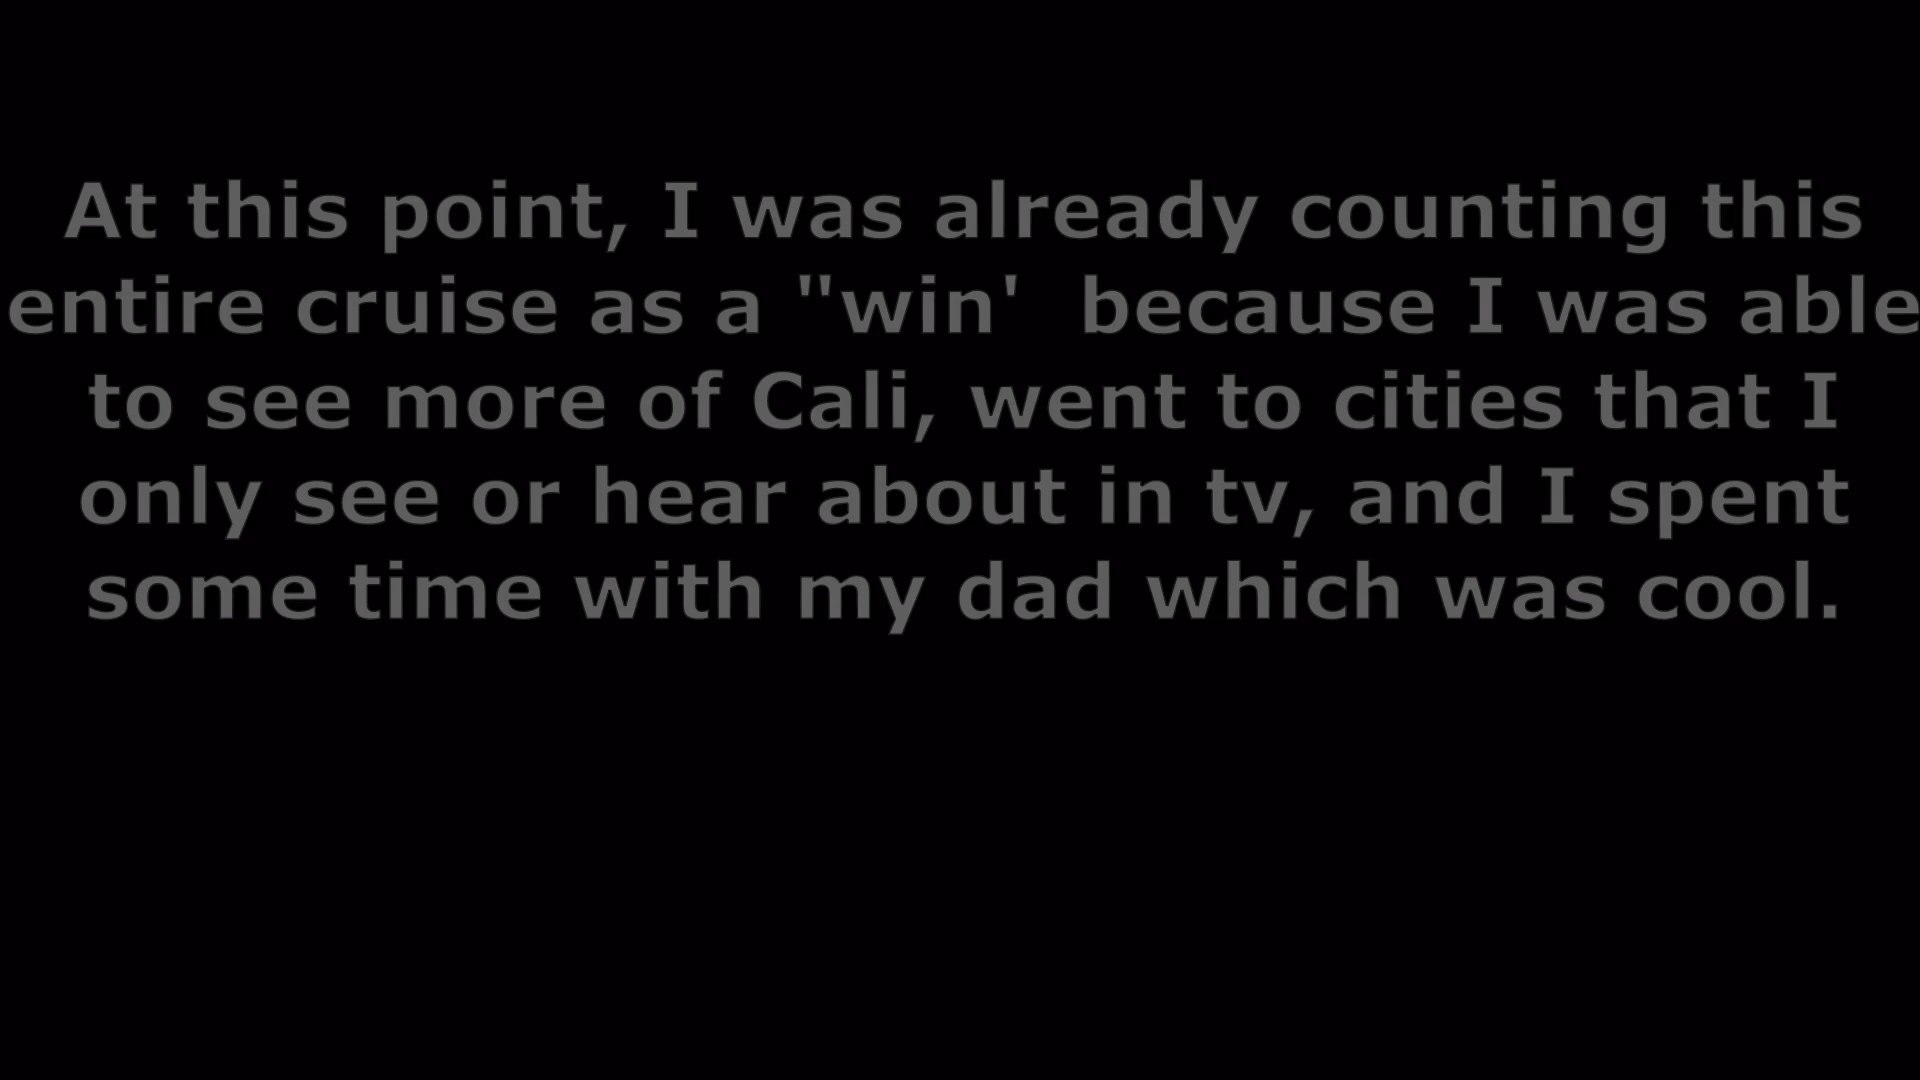 At this point, I was already counting this
entire cruise as a "win'  because I was able
to see more of Cali, went to cities that I
only see or hear about in tv, and I spent
some time with my dad which was cool.